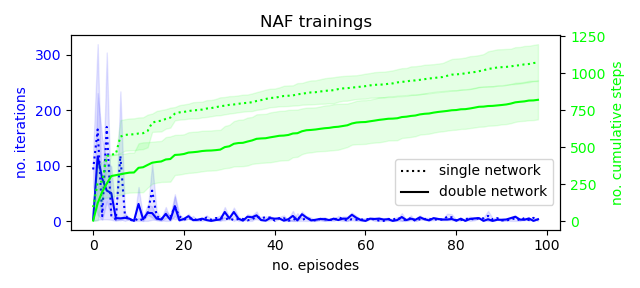 NAF trainings
no. iterations
300
200
100
0
1250
1000
750
500
250
0
no. cumulative steps
single network
double network
0
20
40
60
80
100
no. episodes